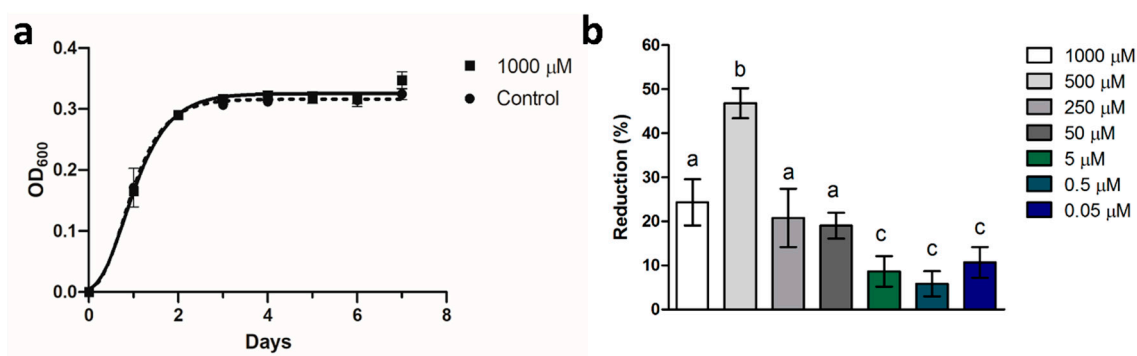 a
0.4
0.3
0.2
0.1
0.0
OD600
0
2
4
6
8
Days
1000 μM
Control
b
60
50
40
30
20
10
0
Reduction (%)
a
b
a
a
c
c
c
1000 μM
500 μM
250 μM
50 μM
5 μM
0.5 μM
0.05 μM